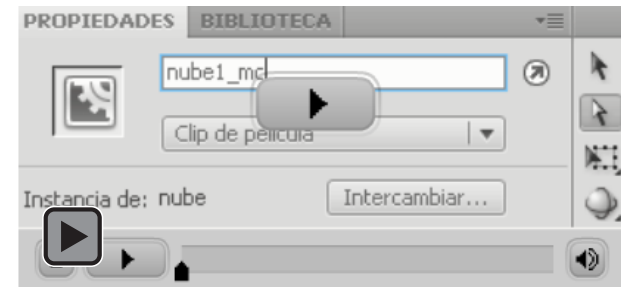 PROPIEDADES BIBLIOTECA
nube1_mc
Clip de película
Instancia de: nube Intercambiar...